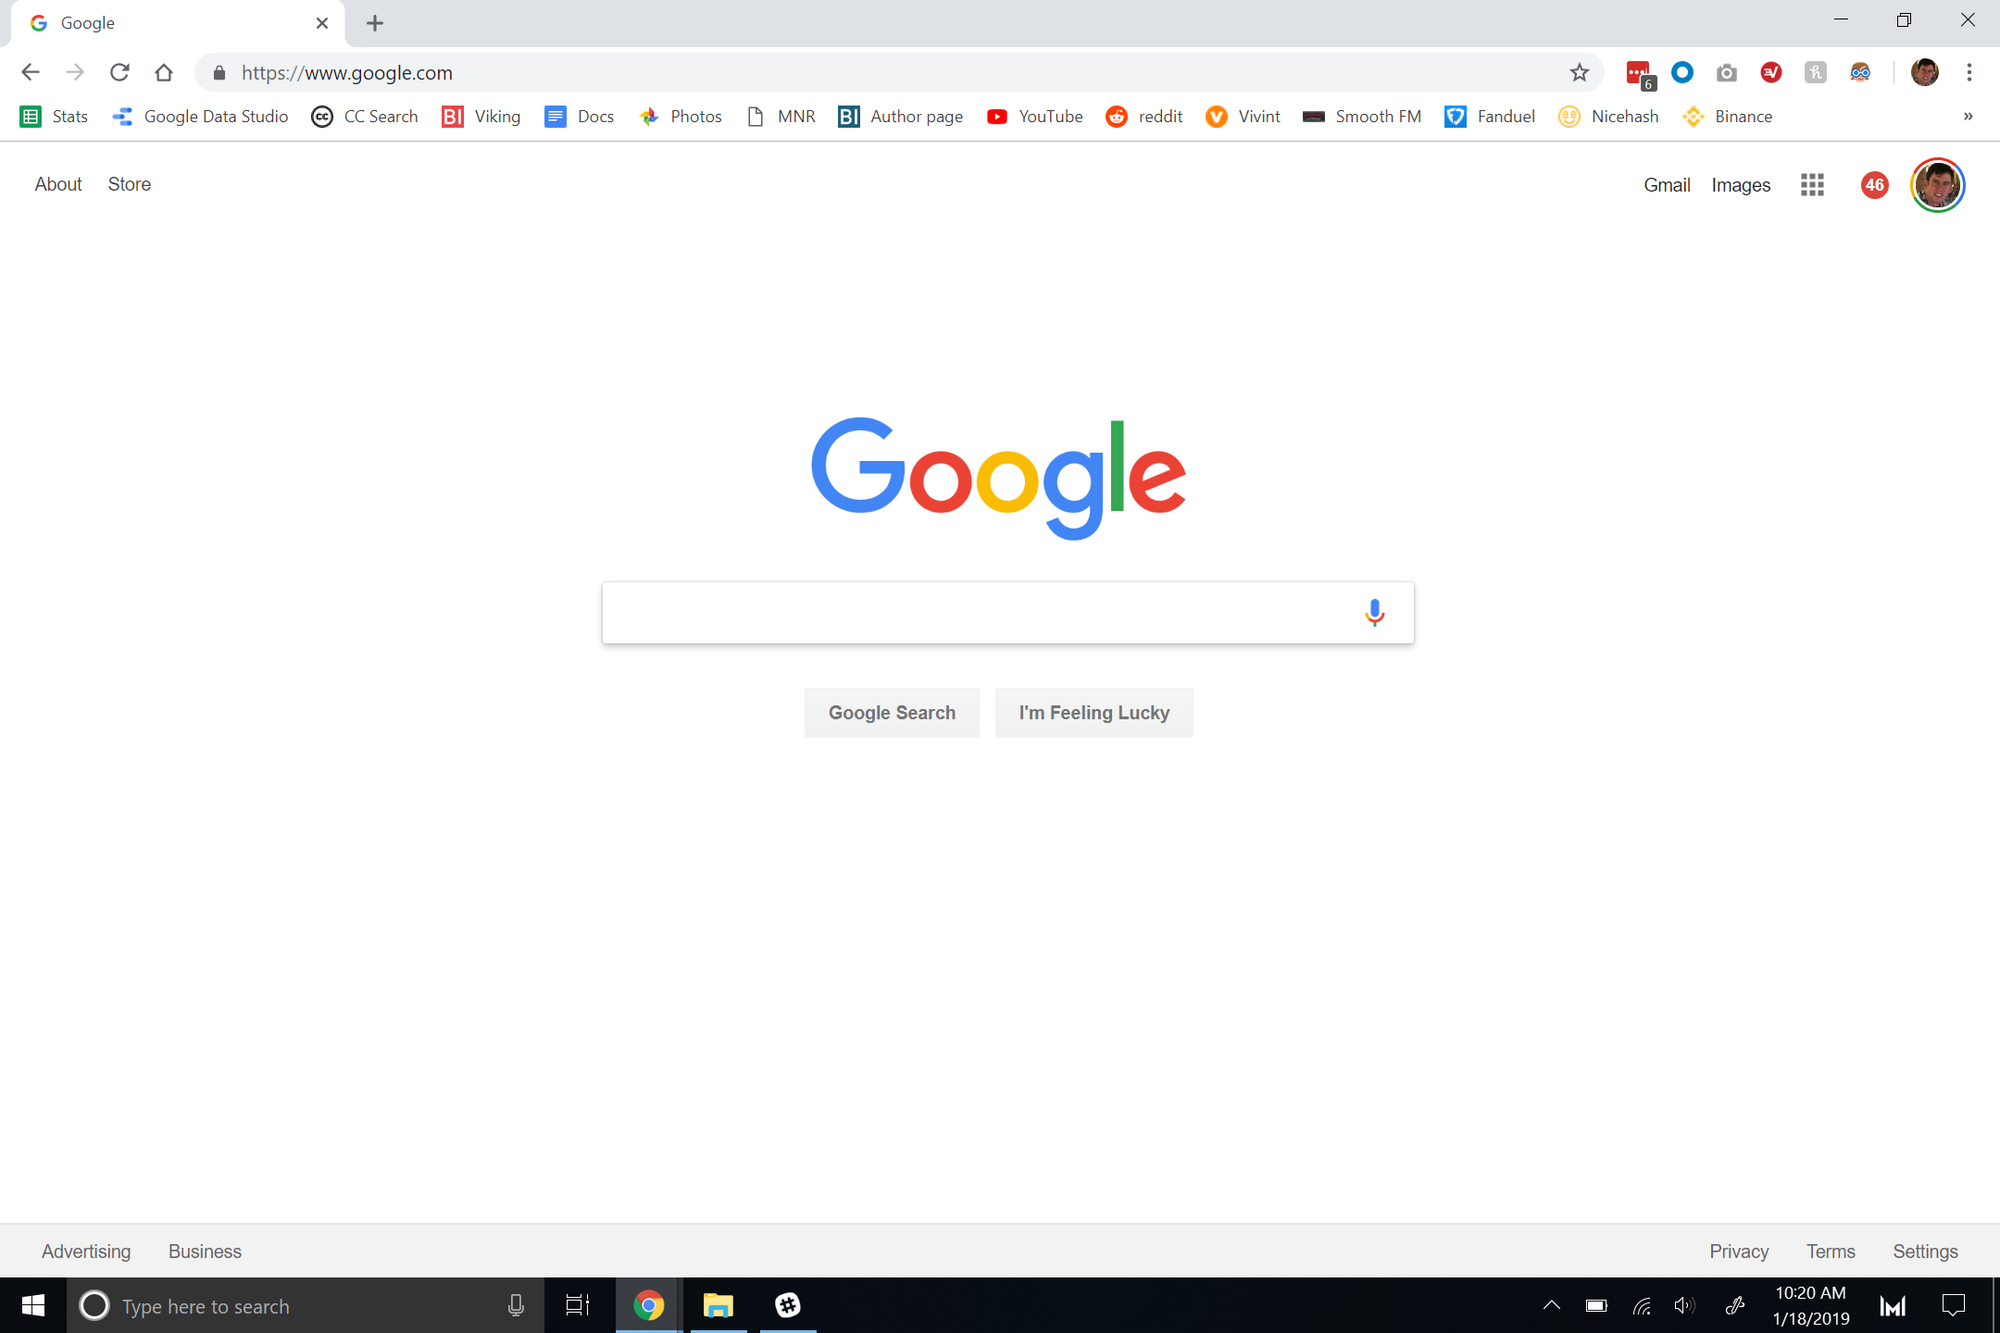 Google
https://www.google.com
6
Stats Google Data Studio CC Search BI Viking Docs Photos MNR BI Author page YouTube reddit Vivint Smooth FM Fanduel Nicehash Binance »
About Store
Gmail Images 46
Google
Google Search I'm Feeling Lucky
Advertising Business
Privacy Terms Settings
Type here to search
10:20 AM
1/18/2019